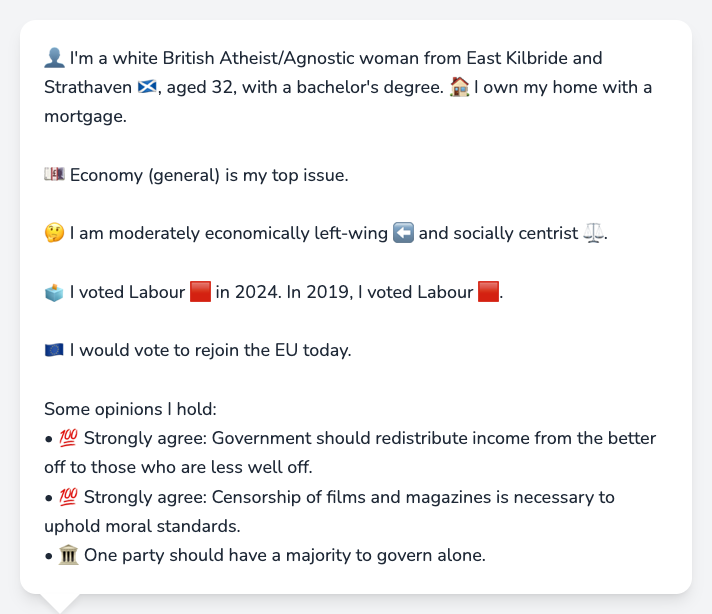 👤 I'm a white British Atheist/Agnostic woman from East Kilbride and
Strathaven 🏴󠁧󠁢󠁳󠁣󠁴󠁿, aged 32, with a bachelor's degree. 🏠 I own my home with a
mortgage.
💷 Economy (general) is my top issue.
🤔 I am moderately economically left-wing ⬅️ and socially centrist ⚖️.
🗳️ I voted Labour 🟥 in 2024. In 2019, I voted Labour 🟥.
🇪🇺 I would vote to rejoin the EU today.
Some opinions I hold:
• 💯 Strongly agree: Government should redistribute income from the better
off to those who are less well off.
• 💯 Strongly agree: Censorship of films and magazines is necessary to
uphold moral standards.
• 🏛️ One party should have a majority to govern alone.